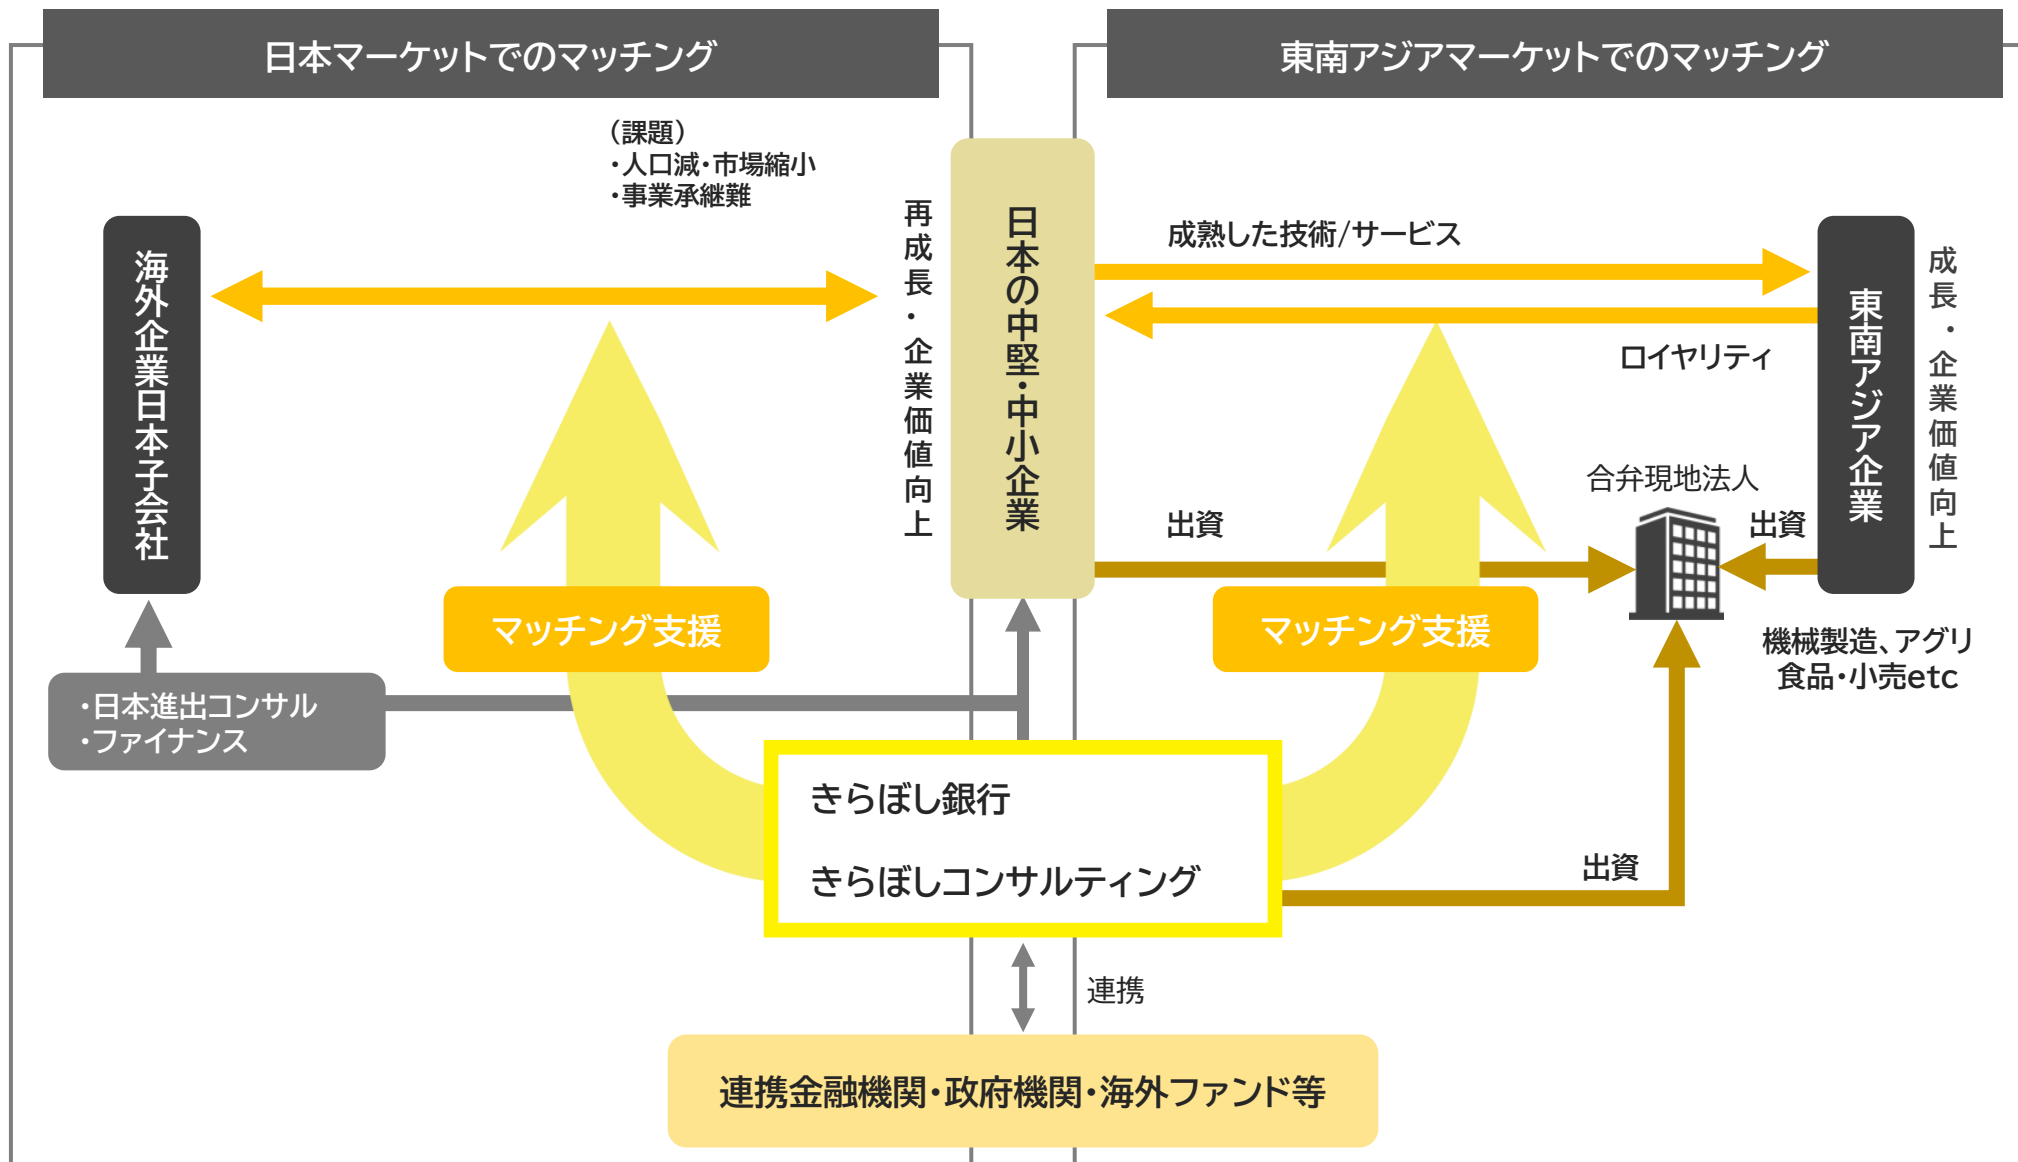 日本マーケットでのマッチング
東南アジアマーケットでのマッチング
（課題）
・人口減・市場縮小
・事業承継難
海外企業日本子会社
再成長・企業価値向上
日本の中堅・中小企業
成熟した技術/サービス
ロイヤリティ
東南アジア企業
成長・企業価値向上
合弁現地法人
出資
出資
マッチング支援
マッチング支援
機械製造、アグリ
食品・小売etc
・日本進出コンサル
・ファイナンス
きらぼし銀行
きらぼしコンサルティング
出資
連携
連携金融機関・政府機関・海外ファンド等